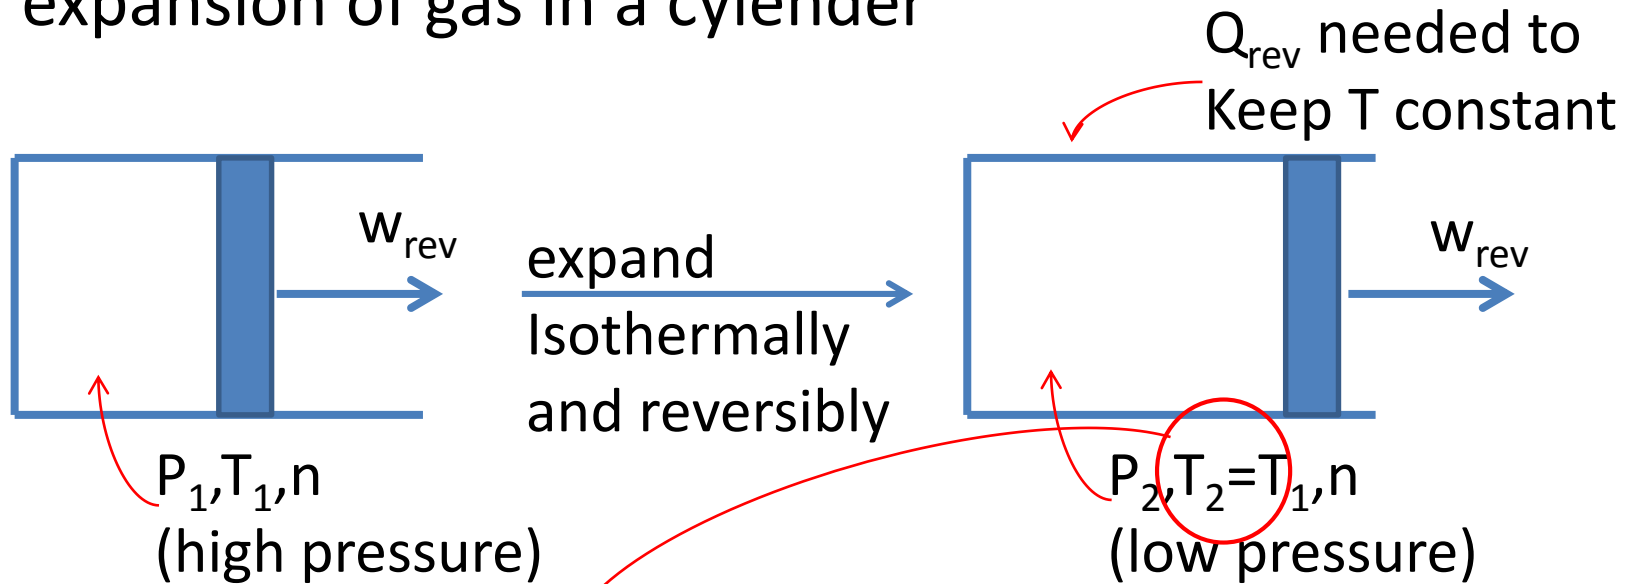 expansion of gas in a cylender
Q_rev needed to
Keep T constant
w_rev
expand
Isothermally
and reversibly
w_rev
P_1,T_1,n
(high pressure)
P_2,T_2=T_1,n
(low pressure)